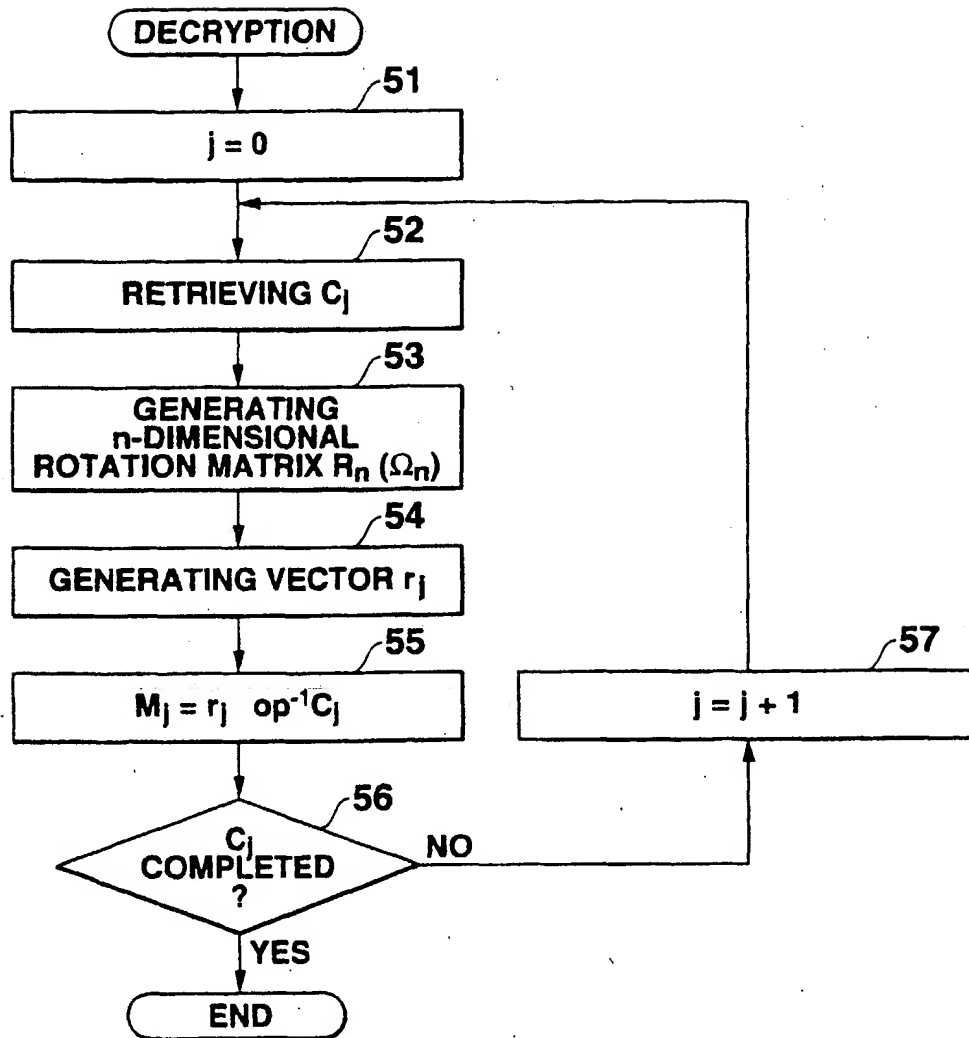 DECRYPTION
51
j = 0
52
RETRIEVING Cj
53
GENERATING
n-DIMENSIONAL
ROTATION MATRIX Rn (Ωn)
54
GENERATING VECTOR rj
55
Mj = rj op-1Cj
57
j = j + 1
56
Cj
COMPLETED
?
NO
YES
END